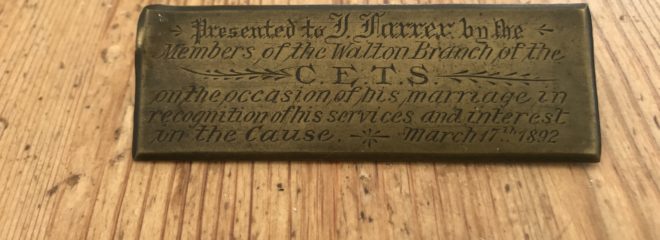 Presented to J. Farrer by the
Members of the Walton Branch of the
C.E.T.S
on the occasion of his marriage in
recognition of his services and interest
in the Cause. March 17th 1892